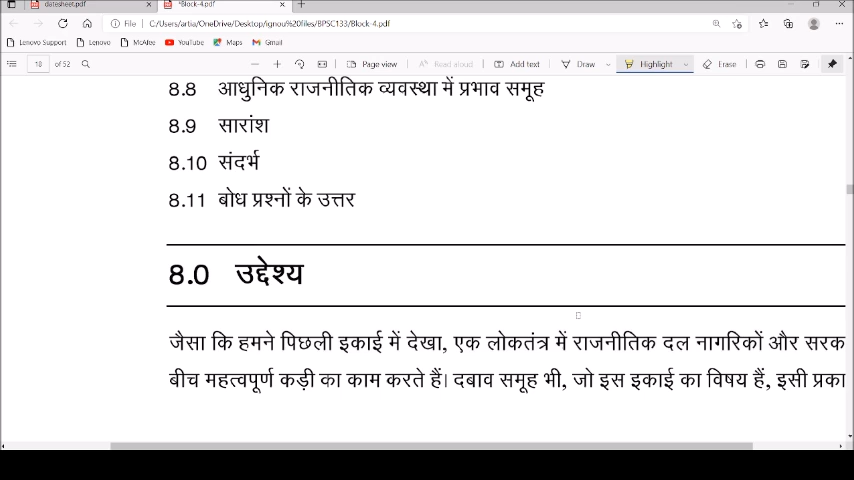 datesheet.pdf
*Block-4.pdf
File C:/Users/artia/OneDrive/Desktop/ignou%20files/BPSC133/Block-4.pdf
Lenovo Support Lenovo McAfee YouTube Maps Gmail
18 of 52 Page view Read aloud Add text Draw Highlight Erase
8.8 आधुनिक राजनीतिक व्यवस्था में प्रभाव समूह
8.9 सारांश
8.10 संदर्भ
8.11 बोध प्रश्नों के उत्तर
8.0 उद्देश्य
जैसा कि हमने पिछली इकाई में देखा, एक लोकतंत्र में राजनीतिक दल नागरिकों और सरक
बीच महत्वपूर्ण कड़ी का काम करते हैं। दबाव समूह भी, जो इस इकाई का विषय हैं, इसी प्रका